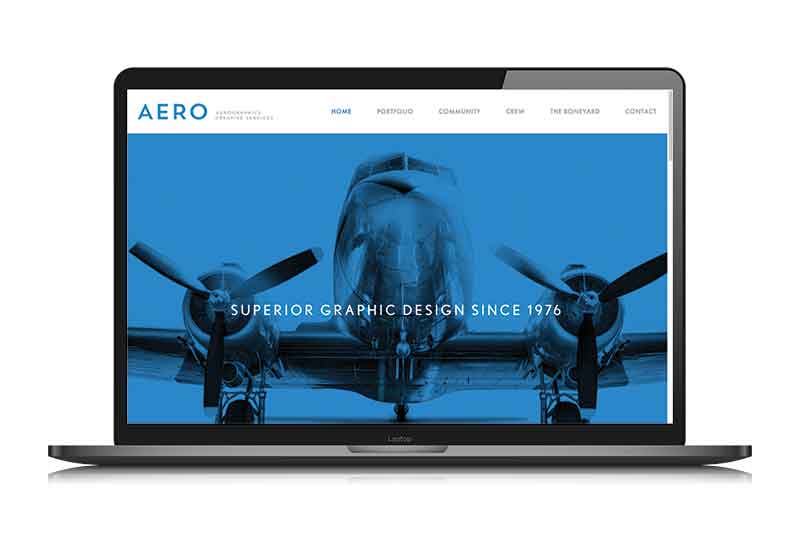 AERO
AEROGRAPHICS
CREATIVE SERVICES
HOME PORTFOLIO COMMUNITY CREW THE BONEYARD CONTACT
SUPERIOR GRAPHIC DESIGN SINCE 1976
Laptop